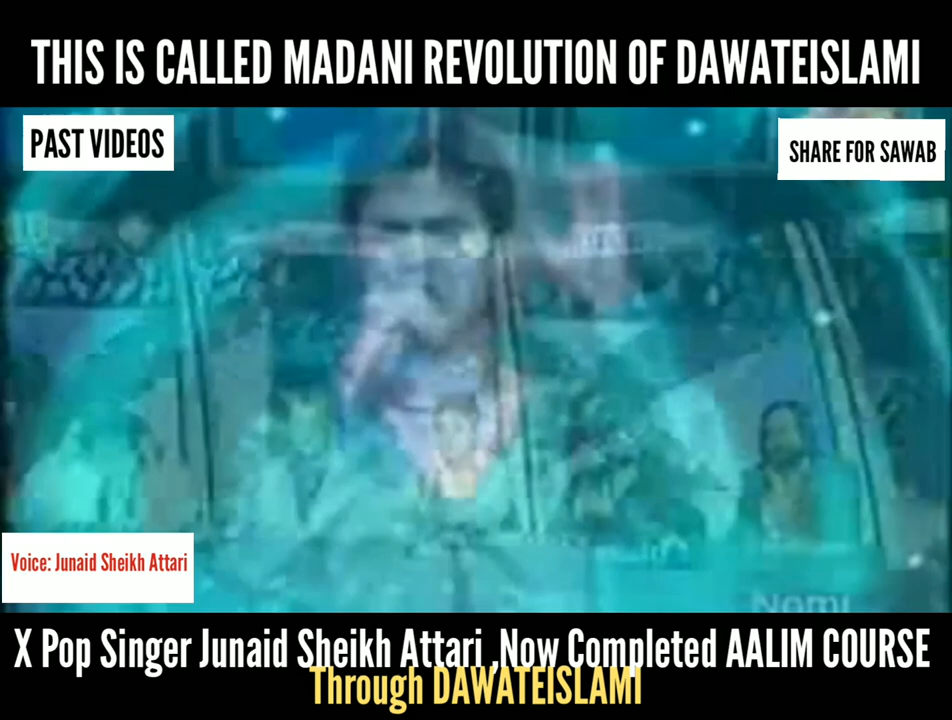 THIS IS CALLED MADANI REVOLUTION OF DAWATEISLAMI
PAST VIDEOS
SHARE FOR SAWAB
Voice: Junaid Sheikh Attari
Nomi
X Pop Singer Junaid Sheikh Attari ,Now Completed AALIM COURSE
Through DAWATEISLAMI